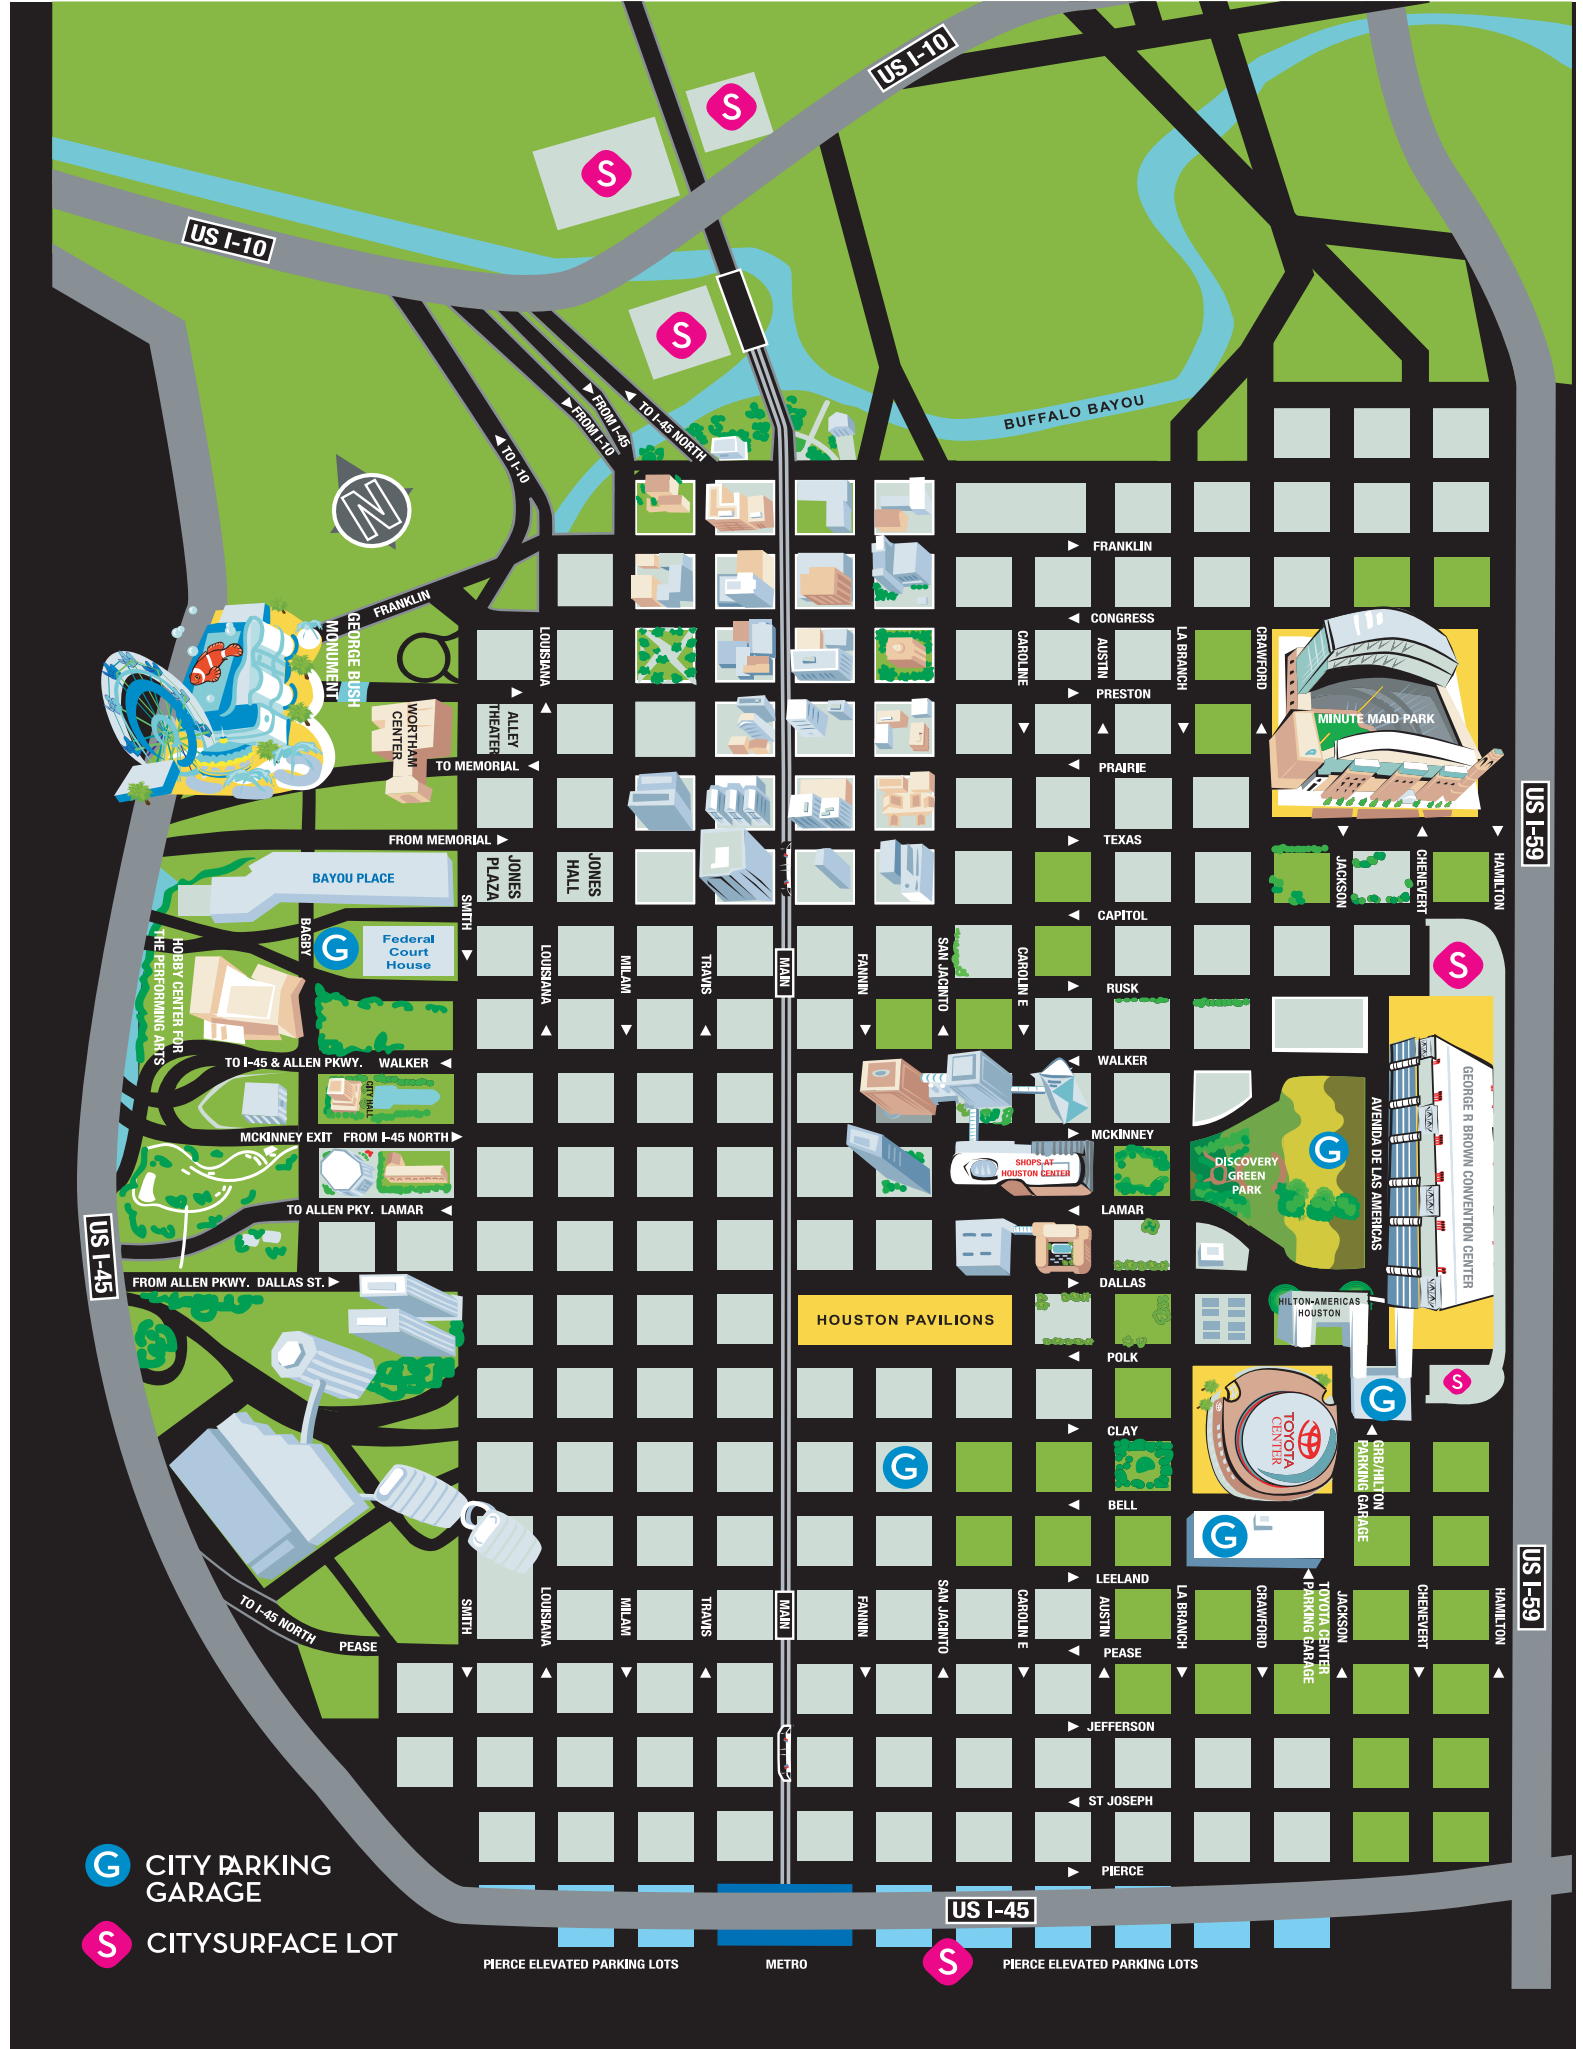 US I-10
S
S
US I-10
S
BUFFALO BAYOU
FROM I-10
FROM I-45
TO I-45 NORTH
TO I-10
N
FRANKLIN
FRANKLIN
CONGRESS
GEORGE BUSH
MONUMENT
LOUISIANA
CAROLINE
AUSTIN
LA BRANCH
CRAWFORD
PRESTON
WORTHAM
CENTER
ALLEY
THEATER
MINUTE MAID PARK
TO MEMORIAL
PRAIRIE
US I-59
FROM MEMORIAL
TEXAS
BAYOU PLACE
JONES
PLAZA
JONES
HALL
JACKSON
CHENEVERT
HAMILTON
SMITH
CAPITOL
BAGBY
G
Federal
Court
House
HOBBY CENTER FOR
THE PERFORMING ARTS
LOUISIANA
MILAM
TRAVIS
MAIN
FANNIN
SAN JACINTO
CAROLIN E
S
RUSK
TO I-45 & ALLEN PKWY. WALKER
WALKER
CITY HALL
GEORGE R BROWN CONVENTION CENTER
AVENIDA DE LAS AMERICAS
MCKINNEY EXIT FROM I-45 NORTH
MCKINNEY
G
SHOPS AT
HOUSTON CENTER
DISCOVERY
GREEN
PARK
TO ALLEN PKY. LAMAR
LAMAR
US I-45
FROM ALLEN PKWY. DALLAS ST.
DALLAS
HILTON-AMERICAS
HOUSTON
HOUSTON PAVILIONS
POLK
S
G
CLAY
TOYOTA
CENTER
GRB/HILTON
PARKING GARAGE
G
BELL
G
LEELAND
US I-59
TO I-45 NORTH
PEASE
SMITH
LOUISIANA
MILAM
TRAVIS
MAIN
FANNIN
SAN JACINTO
CAROLIN E
AUSTIN
LA BRANCH
CRAWFORD
TOYOTA CENTER
PARKING GARAGE
JACKSON
CHENEVERT
HAMILTON
PEASE
JEFFERSON
ST JOSEPH
PIERCE
G CITY PARKING
GARAGE
US I-45
S CITYSURFACE LOT
PIERCE ELEVATED PARKING LOTS
METRO
S
PIERCE ELEVATED PARKING LOTS